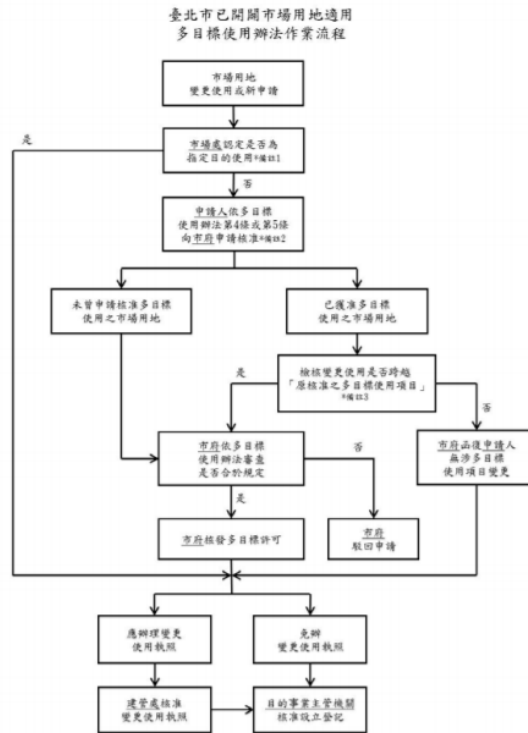 臺北市已開闢市場用地適用
多目標使用辦法作業流程
市場用地
變更使用或新申請
是
市場處認定是否為
指定目的使用*備註1
否
申請人依多目標
使用辦法第4條或第5條
向市府申請核准*備註2
未曾申請核准多目標
使用之市場用地
已獲准多目標
使用之市場用地
是
檢核變更使用是否跨越
「原核准之多目標使用項目」
*備註3
否
市府依多目標
使用辦法審查
是否合於規定
否
市府函復申請人
無涉多目標
使用項目變更
是
市府核發多目標許可
市府
駁回申請
應辦理變更
使用執照
免辦
變更使用執照
建管處核准
變更使用執照
目的事業主管機關
核准設立登記